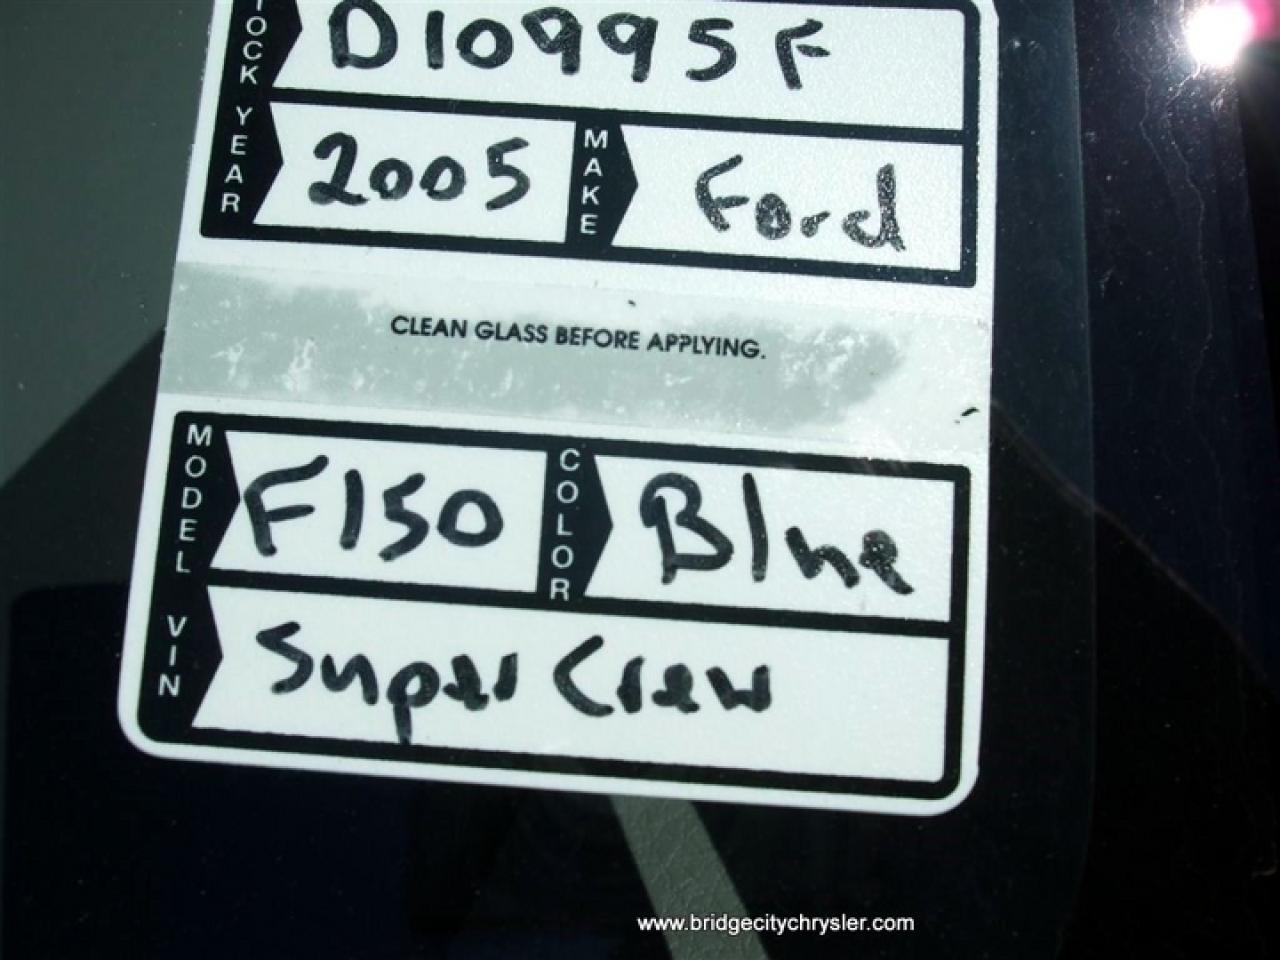 TOCK D10995F
YEAR 2005 MAKE Ford
CLEAN GLASS BEFORE APPLYING.
MODEL F150 COLOR Blue
VIN Super Crew
www.bridgecitychrysler.com